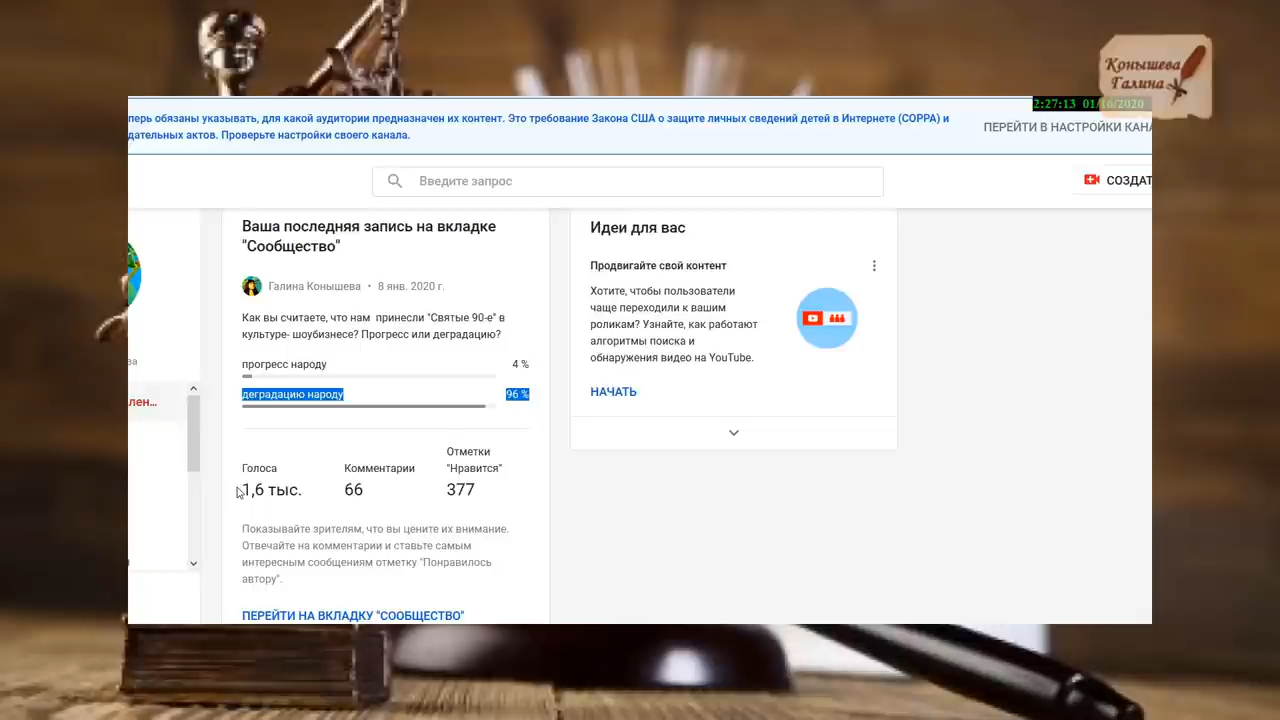 Конышева
Галина
2:27:13 01/16/2020
перь обязаны указывать, для какой аудитории предназначен их контент. Это требование Закона США о защите личных сведений детей в Интернете (COPPA) и
дательных актов. Проверьте настройки своего канала.
ПЕРЕЙТИ В НАСТРОЙКИ КАНА
Введите запрос
СОЗДАТ
Ваша последняя запись на вкладке
"Сообщество"
Галина Конышева • 8 янв. 2020 г.
Как вы считаете, что нам принесли "Святые 90-е" в
культуре- шоубизнесе? Прогресс или деградацию?
прогресс народу 4 %
деградацию народу 96 %
Голоса
1,6 тыс.
Комментарии
66
Отметки
"Нравится"
377
Показывайте зрителям, что вы цените их внимание.
Отвечайте на комментарии и ставьте самым
интересным сообщениям отметку "Понравилось
автору".
ПЕРЕЙТИ НА ВКЛАДКУ "СООБЩЕСТВО"
Идеи для вас
Продвигайте свой контент
Хотите, чтобы пользователи
чаще переходили к вашим
роликам? Узнайте, как работают
алгоритмы поиска и
обнаружения видео на YouTube.
НАЧАТЬ
ва
лен...